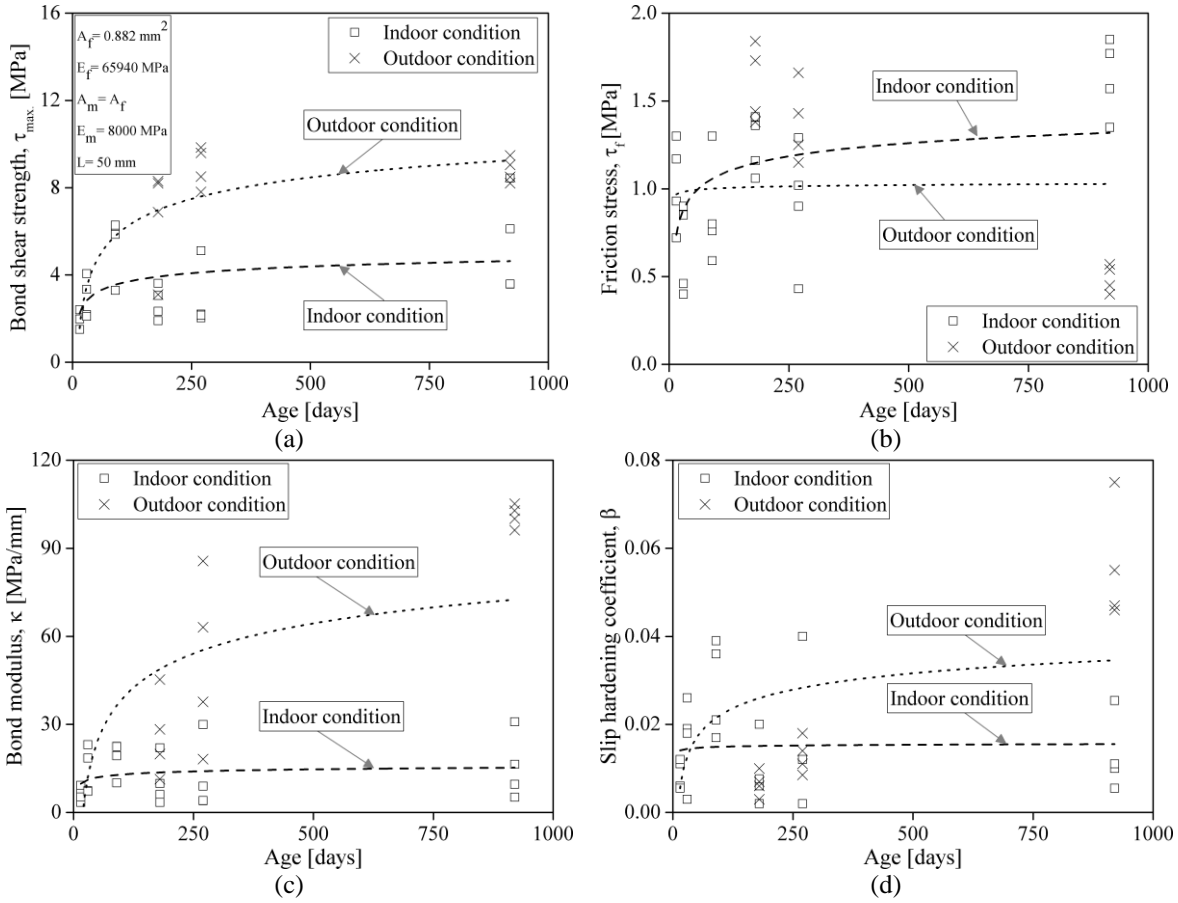 A_f= 0.882 mm²
E_f= 65940 MPa
A_m= A_f
E_m= 8000 MPa
L= 50 mm
Indoor condition
Outdoor condition
Outdoor condition
Indoor condition
Bond shear strength, τ_max. [MPa]
16
12
8
4
0
0
250
500
750
1000
Age [days]
(a)
Indoor condition
Outdoor condition
Indoor condition
Outdoor condition
Friction stress, τ_f [MPa]
2.0
1.5
1.0
0.5
0.0
0
250
500
750
1000
Age [days]
(b)
Indoor condition
Outdoor condition
Outdoor condition
Indoor condition
Bond modulus, κ [MPa/mm]
120
90
60
30
0
0
250
500
750
1000
Age [days]
(c)
Indoor condition
Outdoor condition
Outdoor condition
Indoor condition
Slip hardening coefficient, β
0.08
0.06
0.04
0.02
0.00
0
250
500
750
1000
Age [days]
(d)